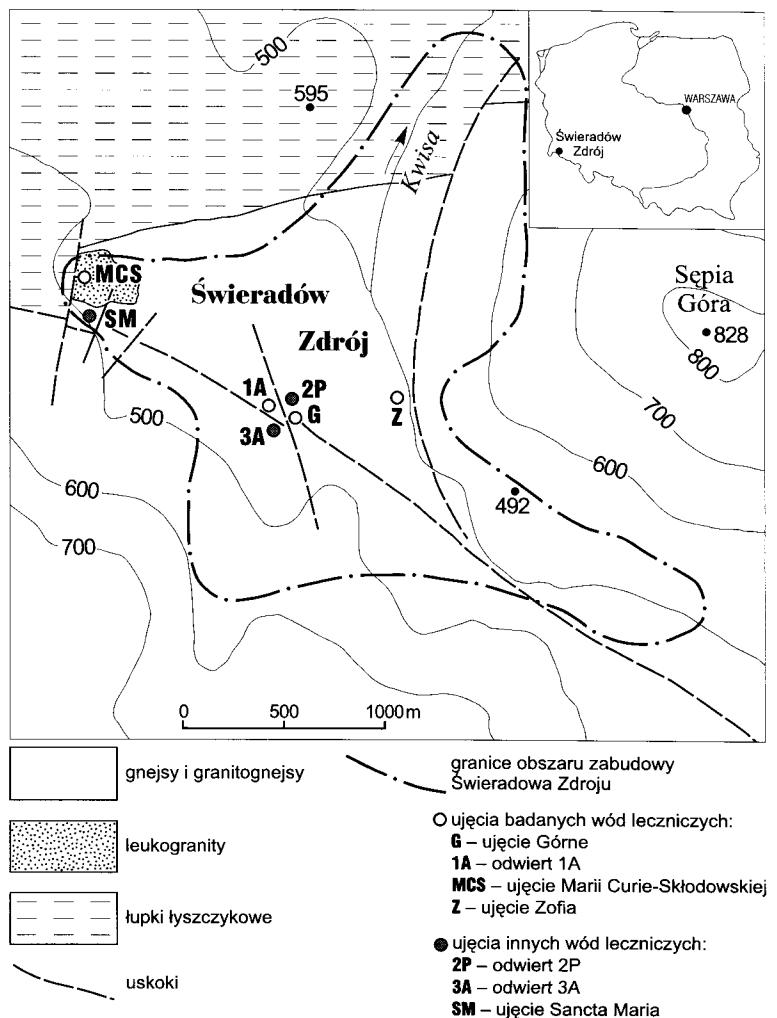 500
595
Kwisa
WARSZAWA
Świeradów
Zdrój
MCS
SM
Świeradów
Zdrój
Sępia
Góra
828
800
700
600
1A
2P
G
3A
Z
500
600
700
492
0 500 1000 m
gnejsy i granitognejsy
leukogranity
łupki łyszczykowe
uskoki
granice obszaru zabudowy
Świeradowa Zdroju
ujęcia badanych wód leczniczych:
G – ujęcie Górne
1A – odwiert 1A
MCS – ujęcie Marii Curie-Skłodowskiej
Z – ujęcie Zofia
ujęcia innych wód leczniczych:
2P – odwiert 2P
3A – odwiert 3A
SM – ujęcie Sancta Maria